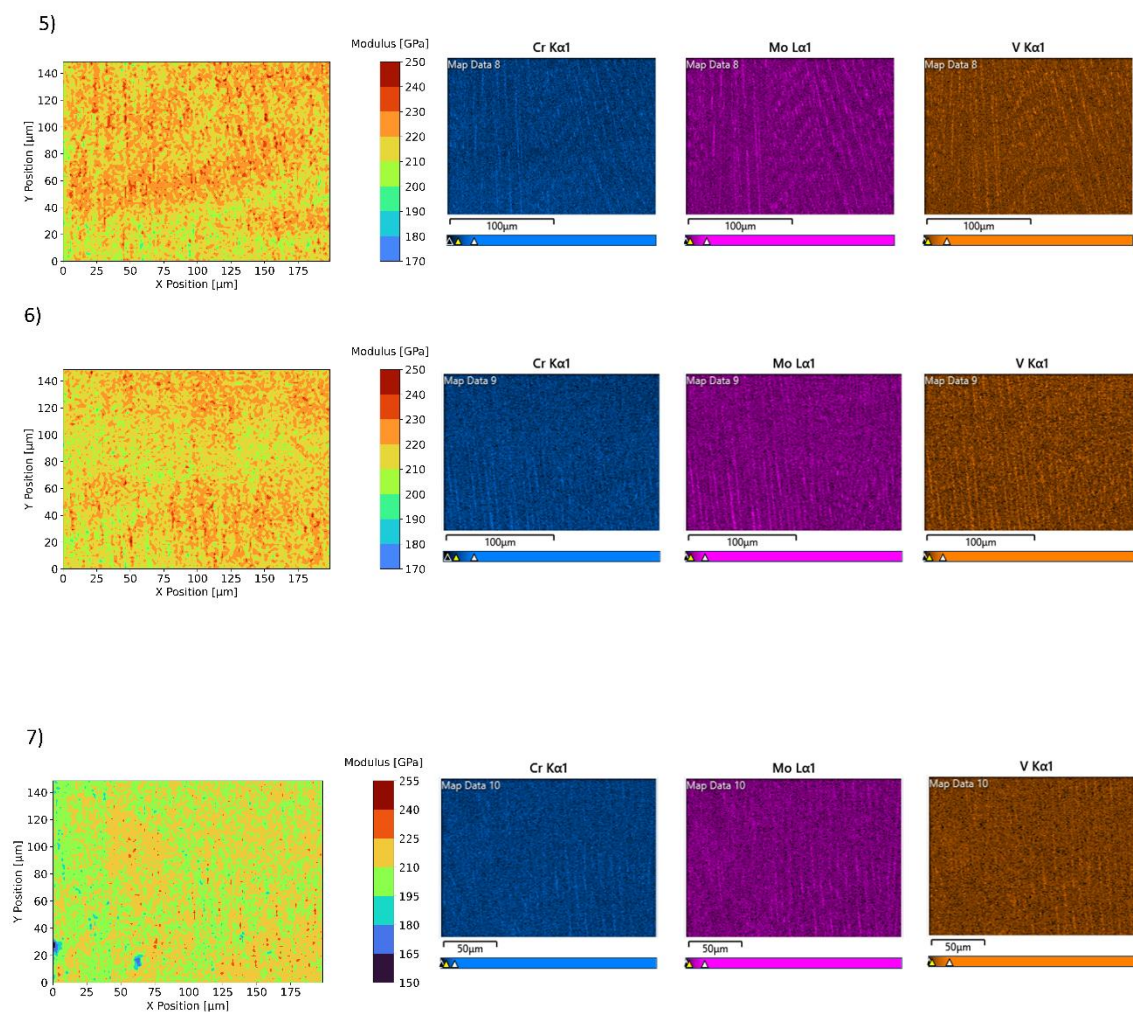 5)
Modulus [GPa]
250
240
230
220
210
200
190
180
170
140
120
100
80
60
40
20
0
Y Position [µm]
0 25 50 75 100 125 150 175
X Position [µm]
Cr Kα1
Map Data 8
100µm
Mo Lα1
Map Data 8
100µm
V Kα1
Map Data 8
100µm
6)
Modulus [GPa]
250
240
230
220
210
200
190
180
170
140
120
100
80
60
40
20
0
Y Position [µm]
0 25 50 75 100 125 150 175
X Position [µm]
Cr Kα1
Map Data 9
100µm
Mo Lα1
Map Data 9
100µm
V Kα1
Map Data 9
100µm
7)
Modulus [GPa]
255
240
225
210
195
180
165
150
140
120
100
80
60
40
20
0
Y Position [µm]
0 25 50 75 100 125 150 175
X Position [µm]
Cr Kα1
Map Data 10
50µm
Mo Lα1
Map Data 10
50µm
V Kα1
Map Data 10
50µm